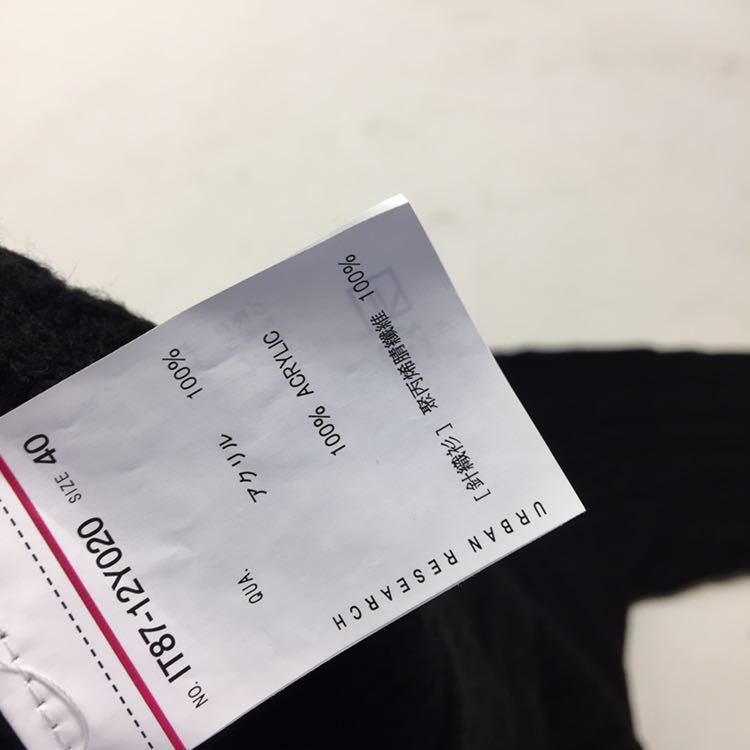 NO. IT87-12Y020 SIZE 40
QUA. アクリル 100%
100% ACRYLIC
[針織衫] 聚丙烯腈纖維 100%
URBAN RESEARCH